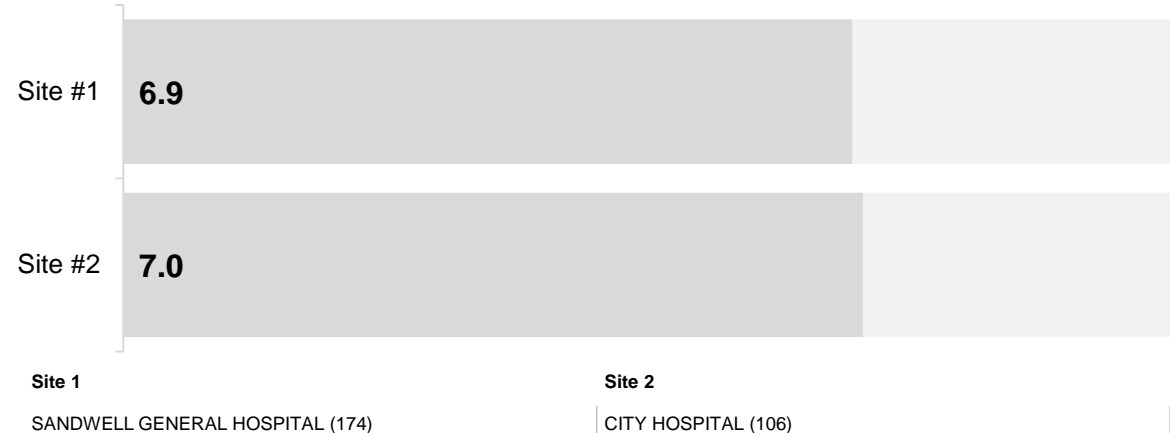 Site #1 6.9
Site #2 7.0
Site 1 Site 2
SANDWELL GENERAL HOSPITAL (174) CITY HOSPITAL (106)